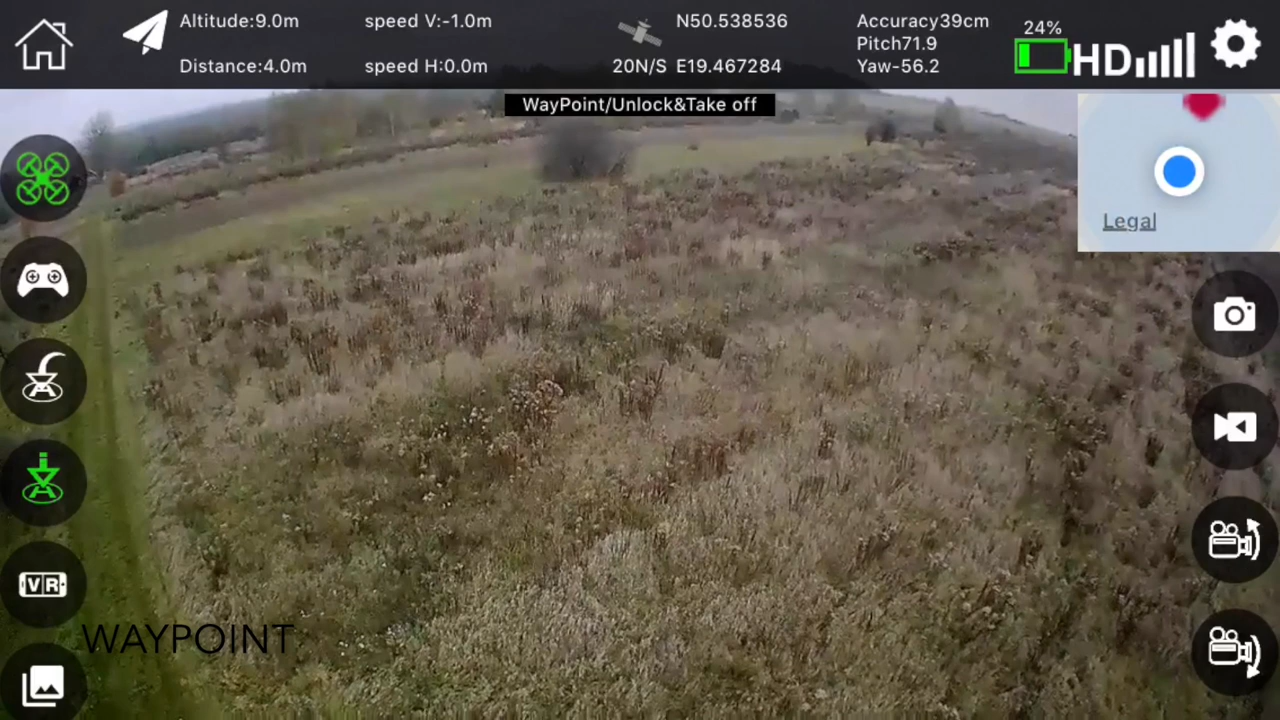 Altitude:9.0m
speed V:-1.0m
N50.538536
Accuracy39cm
24%
Pitch71.9
HD
Distance:4.0m
speed H:0.0m
20N/S
E19.467284
Yaw-56.2
WayPoint/Unlock&Take off
Legal
VR
WAYPOINT